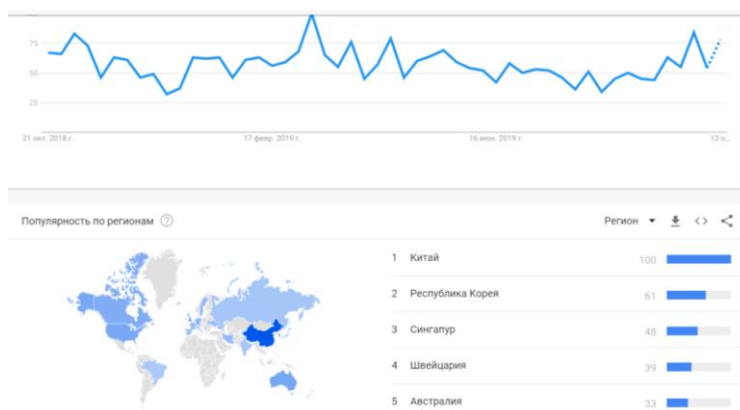 75
50
25
21 окт. 2018 г.
17 февр. 2019 г.
16 июн. 2019 г.
13 о...
Популярность по регионам
Регион
1 Китай 100
2 Республика Корея 61
3 Сингапур 48
4 Швейцария 39
5 Австралия 33